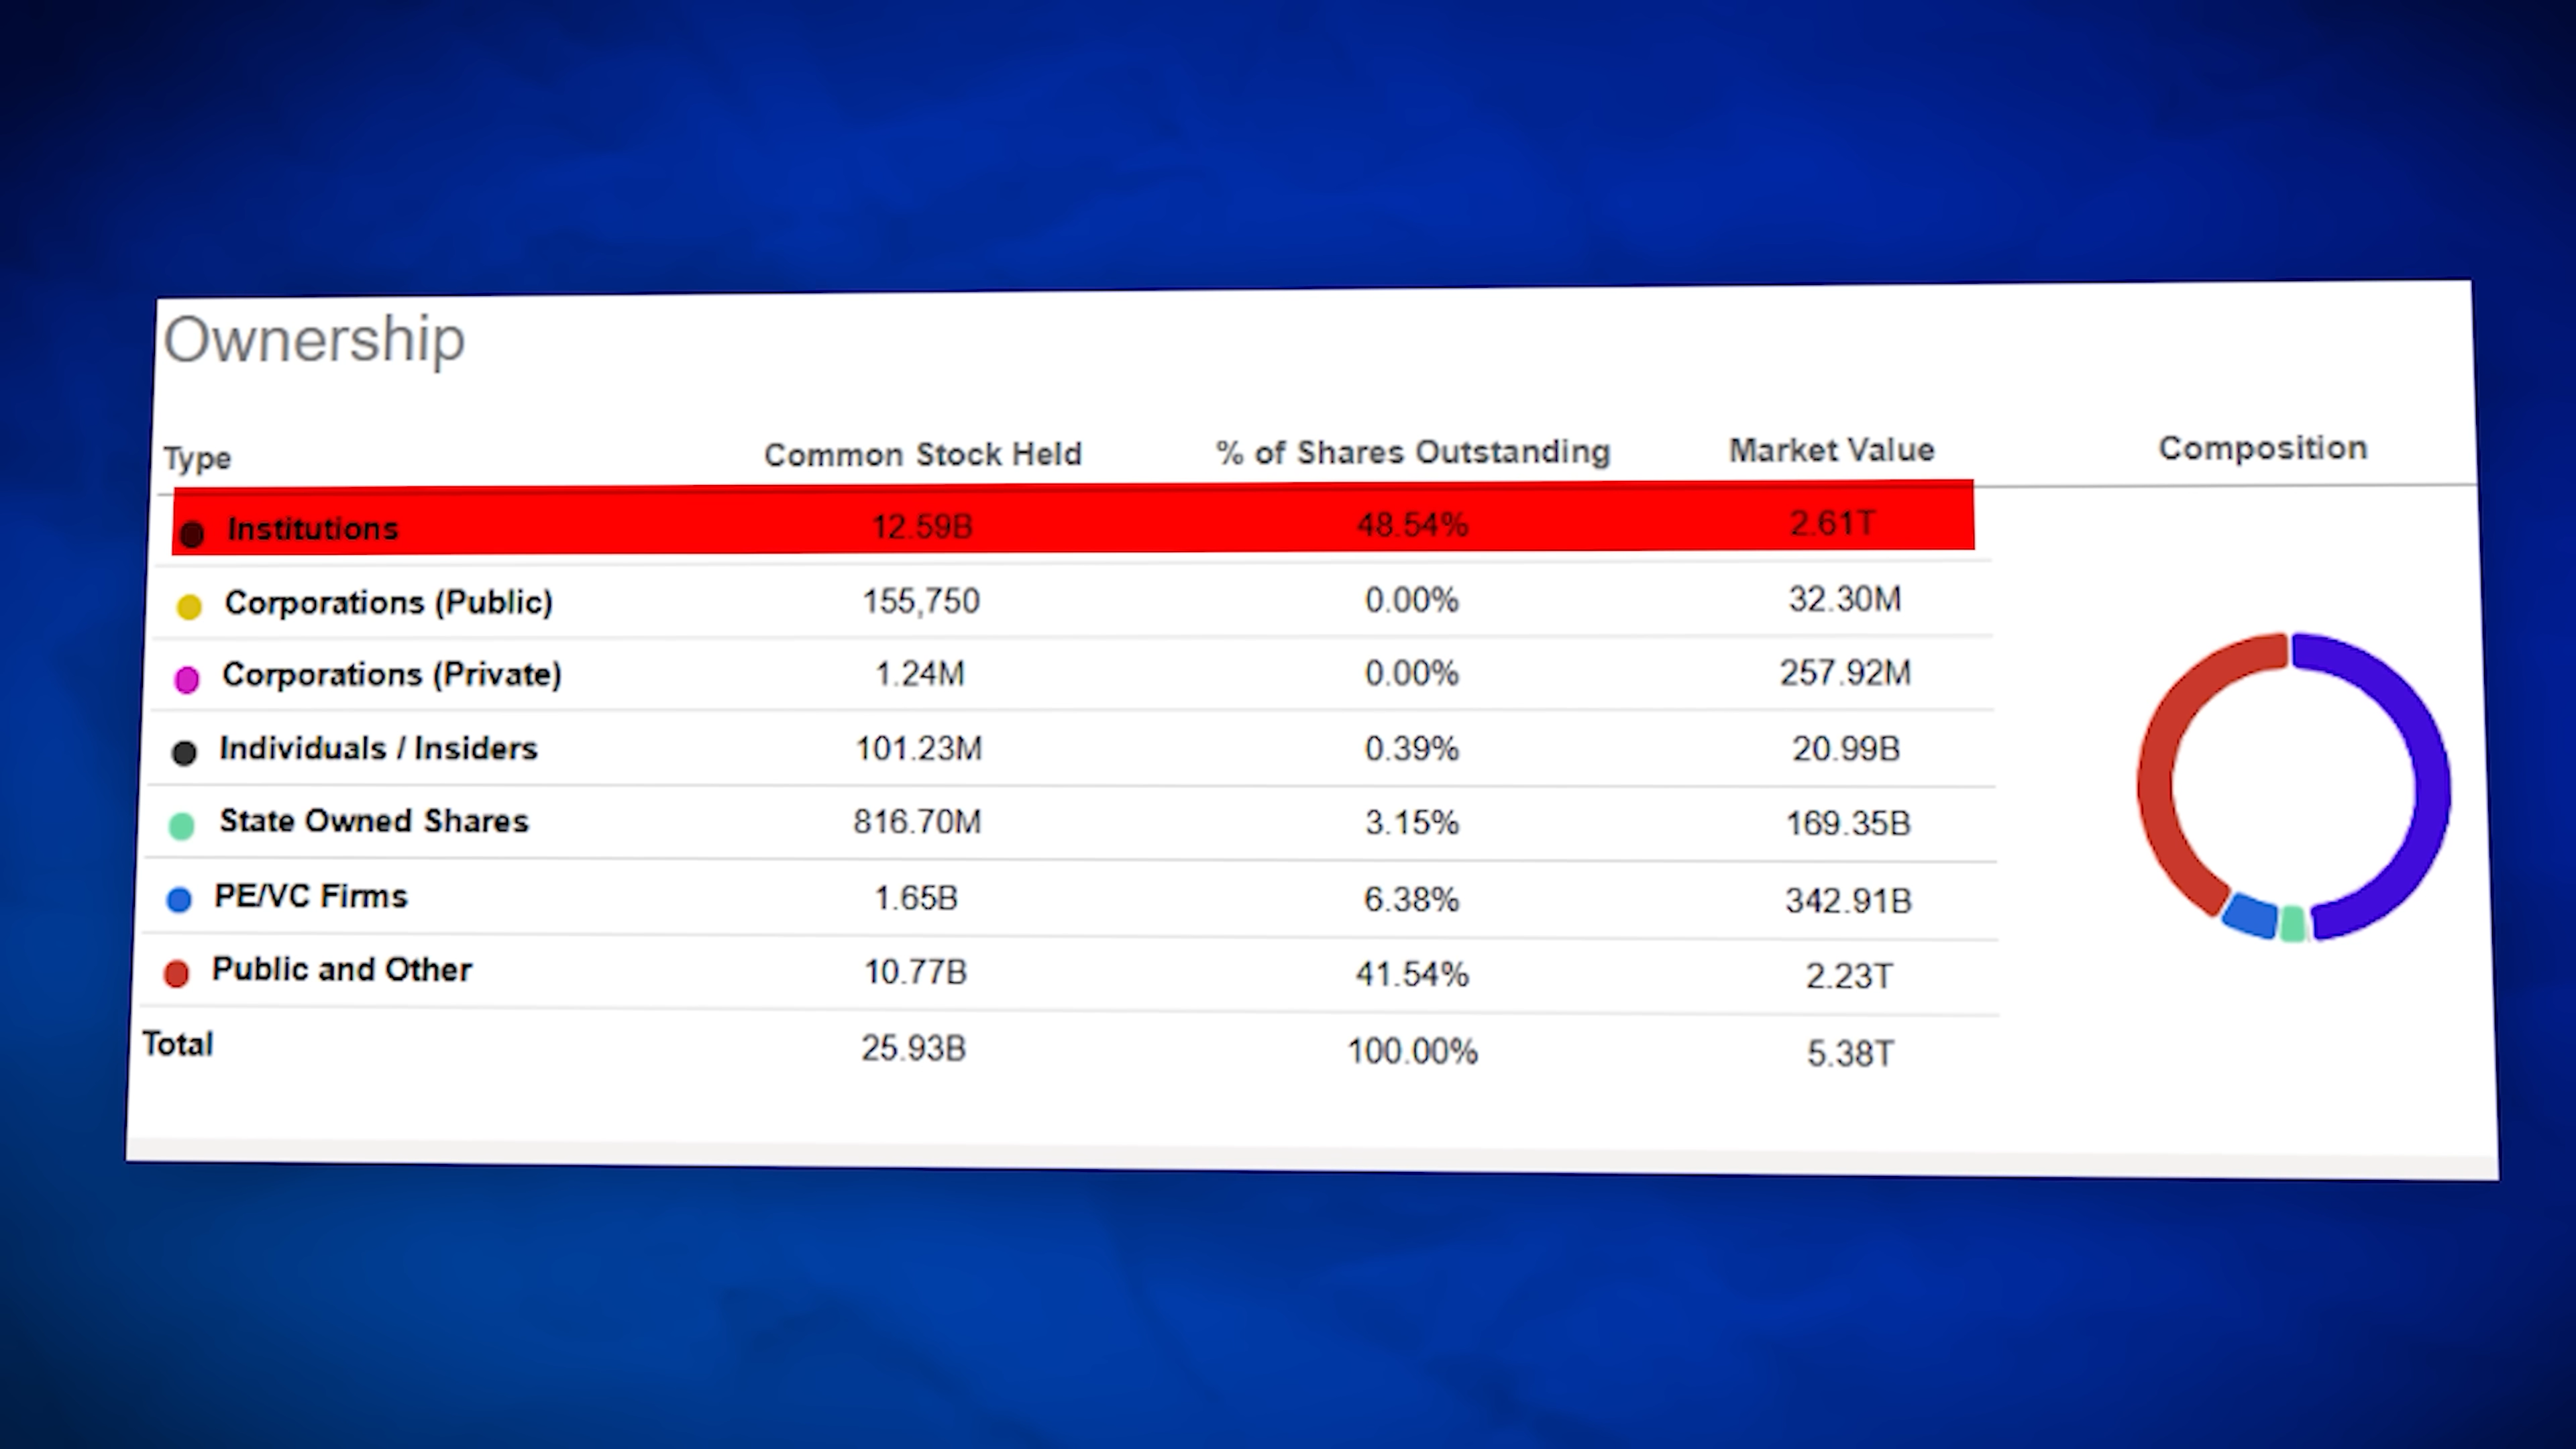 Ownership
Type Common Stock Held % of Shares Outstanding Market Value Composition
Institutions 12.59B 48.54% 2.61T
Corporations (Public) 155,750 0.00% 32.30M
Corporations (Private) 1.24M 0.00% 257.92M
Individuals / Insiders 101.23M 0.39% 20.99B
State Owned Shares 816.70M 3.15% 169.35B
PE/VC Firms 1.65B 6.38% 342.91B
Public and Other 10.77B 41.54% 2.23T
Total 25.93B 100.00% 5.38T